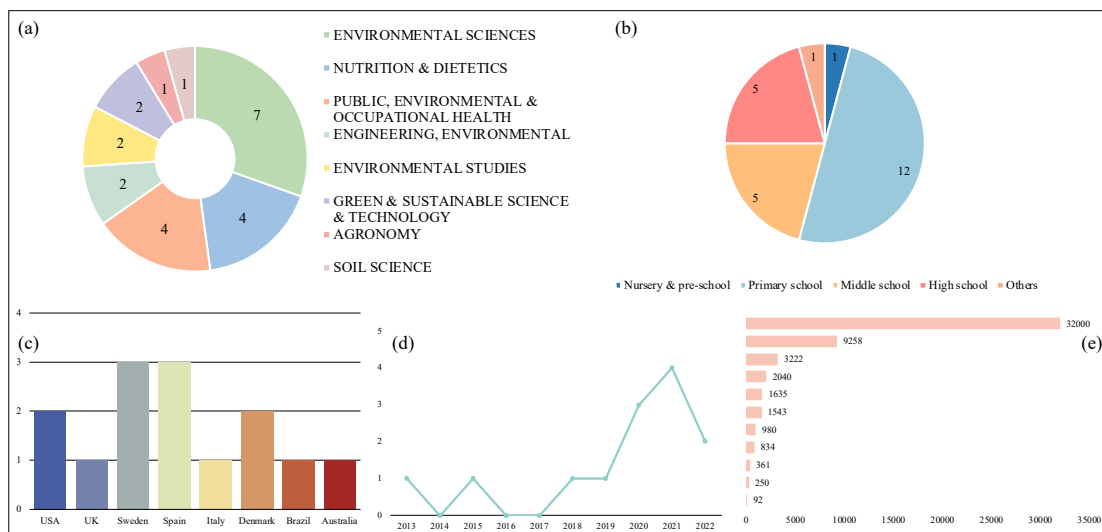 (a)
7
4
4
2
2
2
1
1
ENVIRONMENTAL SCIENCES
NUTRITION & DIETETICS
PUBLIC, ENVIRONMENTAL &
OCCUPATIONAL HEALTH
ENGINEERING, ENVIRONMENTAL
ENVIRONMENTAL STUDIES
GREEN & SUSTAINABLE SCIENCE
& TECHNOLOGY
AGRONOMY
SOIL SCIENCE
(b)
1
1
5
12
5
Nursery & pre-school Primary school Middle school High school Others
(c)
4
3
2
1
0
USA UK Sweden Spain Italy Denmark Brazil Australia
(d)
5
4
3
2
1
0
2013 2014 2015 2016 2017 2018 2019 2020 2021 2022
(e)
32000
9258
3222
2040
1635
1543
980
834
361
250
92
0 5000 10000 15000 20000 25000 30000 35000